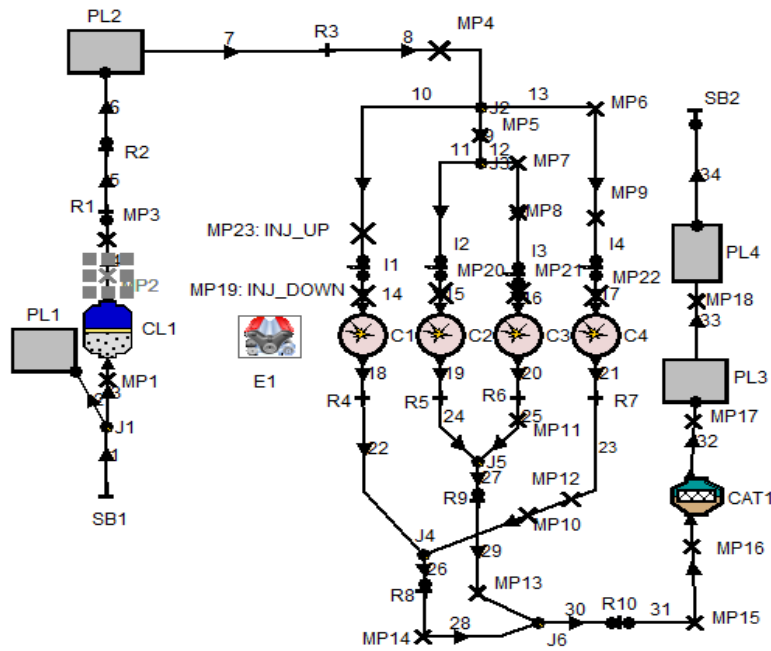 PL2
7
R3
8
MP4
6
10
J2
13
MP6
SB2
9
MP5
R2
11
12
J3
MP7
5
34
R1
MP3
MP8
MP9
MP23: INJ_UP
4
MP2
I1
I2
I3
I4
PL4
MP20
MP21
MP22
MP19: INJ_DOWN
14
15
16
17
MP18
PL1
CL1
C1
C2
C3
C4
33
E1
MP1
18
19
20
21
PL3
2
3
R4
R5
R6
R7
24
25
MP11
MP17
J1
22
23
32
1
J5
27
MP12
SB1
R9
CAT1
MP10
J4
29
MP16
26
R8
MP13
30
R10
31
MP15
MP14
28
J6